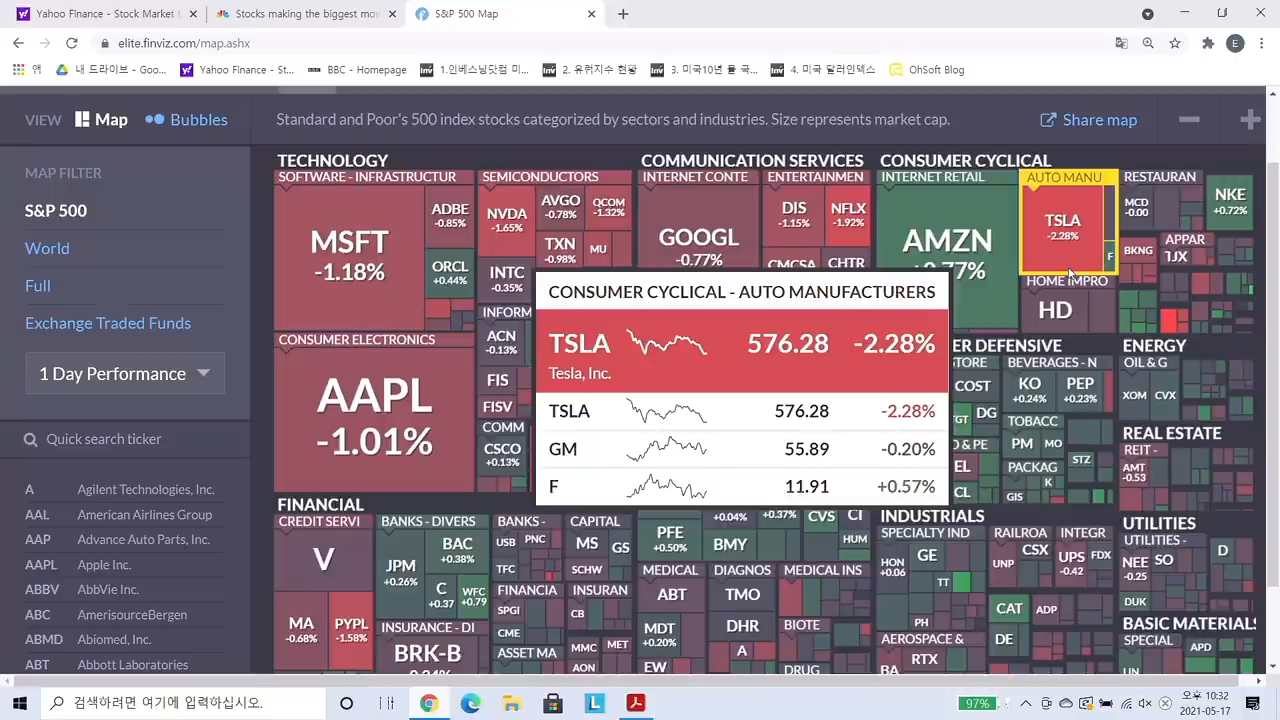 Yahoo Finance - Stock Market
Stocks making the biggest mov
S&P 500 Map
elite.finviz.com/map.ashx
E
앱
내 드라이브 - Goo...
Yahoo Finance - St...
BBC - Homepage
1.인베스팅닷컴 미...
2. 유럽지수 현황
3. 미국10년 물 국...
4. 미국 달러인덱스
OhSoft Blog
VIEW
Map
Bubbles
Standard and Poor's 500 index stocks categorized by sectors and industries. Size represents market cap.
Share map
MAP FILTER
S&P 500
World
Full
Exchange Traded Funds
1 Day Performance
Quick search ticker
A Agilent Technologies, Inc.
AAL American Airlines Group
AAP Advance Auto Parts, Inc.
AAPL Apple Inc.
ABBV AbbVie Inc.
ABC AmerisourceBergen
ABMD Abiomed, Inc.
ABT Abbott Laboratories
TECHNOLOGY
SOFTWARE - INFRASTRUCTUR
MSFT
-1.18%
ADBE
-0.85%
ORCL
+0.44%
SEMICONDUCTORS
NVDA
-1.65%
AVGO
-0.78%
QCOM
-1.32%
TXN
-0.98%
MU
INTC
-0.35%
INFORM
ACN
-0.13%
FIS
FISV
COMM
CSCO
+0.13%
CONSUMER ELECTRONICS
AAPL
-1.01%
COMMUNICATION SERVICES
INTERNET CONTE
GOOGL
-0.77%
ENTERTAINMEN
DIS
-1.15%
NFLX
-1.92%
CMCSA
CHTR
CONSUMER CYCLICAL
INTERNET RETAIL
AMZN
+0.77%
AUTO MANU
TSLA
-2.28%
F
HOME IMPRO
HD
RESTAURAN
MCD
-0.00
BKNG
NKE
+0.72%
APPAR
TJX
CONSUMER CYCLICAL - AUTO MANUFACTURERS
TSLA 576.28 -2.28%
Tesla, Inc.
TSLA 576.28 -2.28%
GM 55.89 -0.20%
F 11.91 +0.57%
ER DEFENSIVE
STORE
COST
TGT
DG
BEVERAGES - N
KO
+0.24%
PEP
+0.23%
TOBACC
PM
MO
D & PE
EL
CL
PACKAG
K
GIS
STZ
ENERGY
OIL & G
XOM
CVX
REAL ESTATE
REIT -
AMT
-0.53
FINANCIAL
CREDIT SERVI
V
MA
-0.68%
PYPL
-1.58%
BANKS - DIVERS
JPM
+0.26%
BAC
+0.38%
C
+0.37
WFC
+0.79
INSURANCE - DI
BRK-B
BANKS -
USB
PNC
TFC
FINANCIA
SPGI
CME
ASSET MA
CAPITAL
MS
GS
SCHW
INSURAN
CB
MMC
MET
AON
PFE
+0.50%
+0.04%
BMY
+0.37%
CVS
CI
HUM
MEDICAL
ABT
MDT
+0.20%
EW
DIAGNOS
TMO
DHR
A
MEDICAL INS
BIOTE
DRUG
INDUSTRIALS
SPECIALTY IND
HON
+0.06
GE
TT
PH
AEROSPACE &
BA
RTX
RAILROA
UNP
CSX
CAT
DE
ADP
INTEGR
UPS
-0.42
FDX
UTILITIES
UTILITIES -
NEE
-0.25
SO
D
DUK
BASIC MATERIALS
SPECIAL
APD
LIN
검색하려면 여기에 입력하십시오.
97%
오후 10:32
2021-05-17